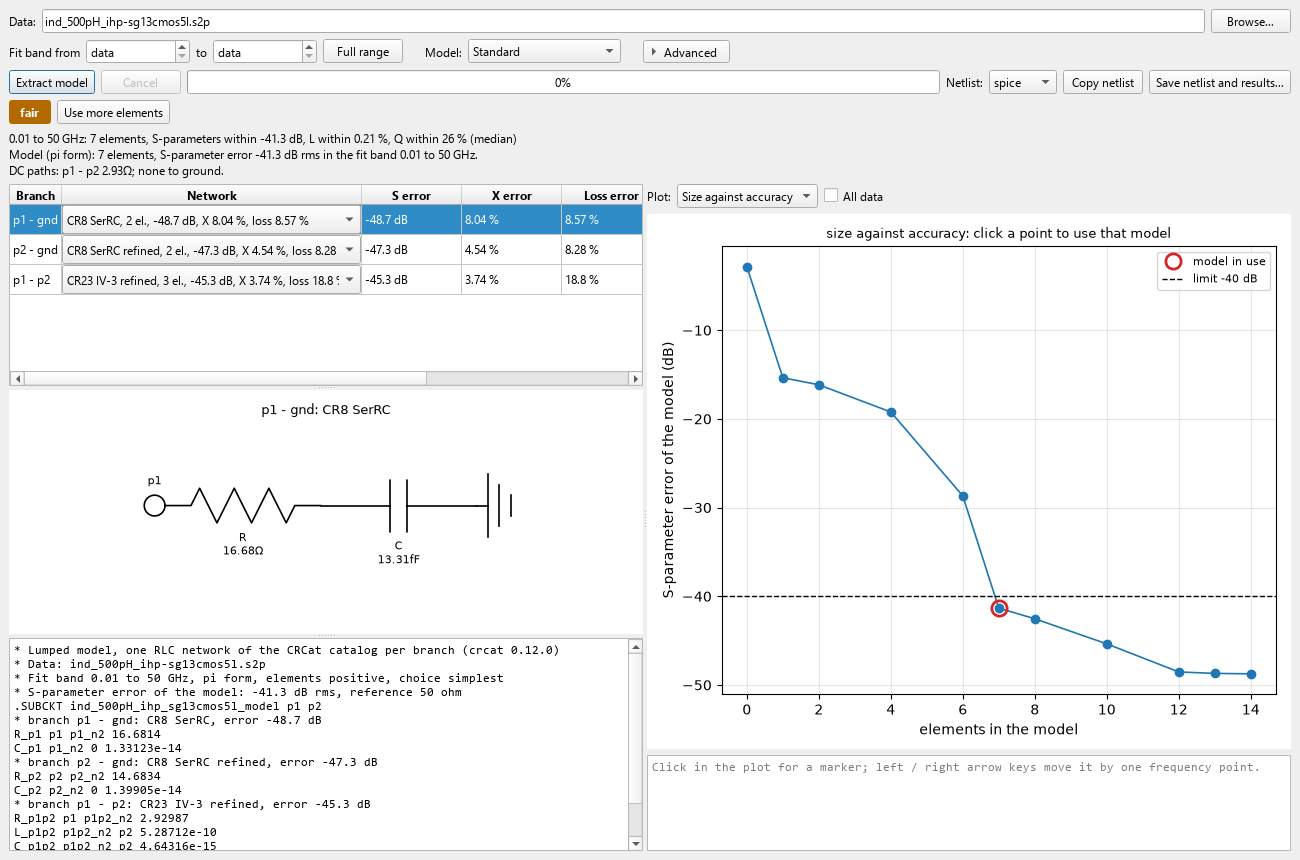 Data: ind_500pH_ihp-sg13cmos5l.s2p Browse...
Fit band from data to data Full range Model: Standard Advanced
Extract model Cancel 0% Netlist: spice Copy netlist Save netlist and results...
fair Use more elements
0.01 to 50 GHz: 7 elements, S-parameters within -41.3 dB, L within 0.21 %, Q within 26 % (median)
Model (pi form): 7 elements, S-parameter error -41.3 dB rms in the fit band 0.01 to 50 GHz.
DC paths: p1 - p2 2.93Ω; none to ground.
Branch Network S error X error Loss error
p1 - gnd CR8 SerRC, 2 el., -48.7 dB, X 8.04 %, loss 8.57 % -48.7 dB 8.04 % 8.57 %
p2 - gnd CR8 SerRC refined, 2 el., -47.3 dB, X 4.54 %, loss 8.28 -47.3 dB 4.54 % 8.28 %
p1 - p2 CR23 IV-3 refined, 3 el., -45.3 dB, X 3.74 %, loss 18.8 % -45.3 dB 3.74 % 18.8 %
p1 - gnd: CR8 SerRC
p1
R
16.68Ω
C
13.31fF
* Lumped model, one RLC network of the CRCat catalog per branch (crcat 0.12.0)
* Data: ind_500pH_ihp-sg13cmos5l.s2p
* Fit band 0.01 to 50 GHz, pi form, elements positive, choice simplest
* S-parameter error of the model: -41.3 dB rms, reference 50 ohm
.SUBCKT ind_500pH_ihp_sg13cmos5l_model p1 p2
* branch p1 - gnd: CR8 SerRC, error -48.7 dB
R_p1 p1 p1_n2 16.6814
C_p1 p1_n2 0 1.33123e-14
* branch p2 - gnd: CR8 SerRC refined, error -47.3 dB
R_p2 p2 p2_n2 14.6834
C_p2 p2_n2 0 1.39905e-14
* branch p1 - p2: CR23 IV-3 refined, error -45.3 dB
R_p1p2 p1 p1p2_n2 2.92987
L_p1p2 p1p2_n2 p2 5.28712e-10
C_p1p2 p1p2_n2 p2 4.64316e-15
Plot: Size against accuracy All data
size against accuracy: click a point to use that model
model in use
limit -40 dB
S-parameter error of the model (dB)
−10
−20
−30
−40
−50
0 2 4 6 8 10 12 14
elements in the model
Click in the plot for a marker; left / right arrow keys move it by one frequency point.